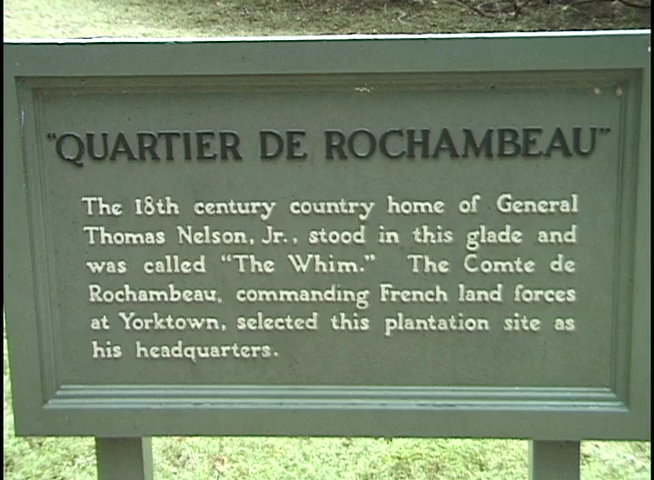 "QUARTIER DE ROCHAMBEAU"
The 18th century country home of General
Thomas Nelson, Jr., stood in this glade and
was called "The Whim." The Comte de
Rochambeau, commanding French land forces
at Yorktown, selected this plantation site as
his headquarters.